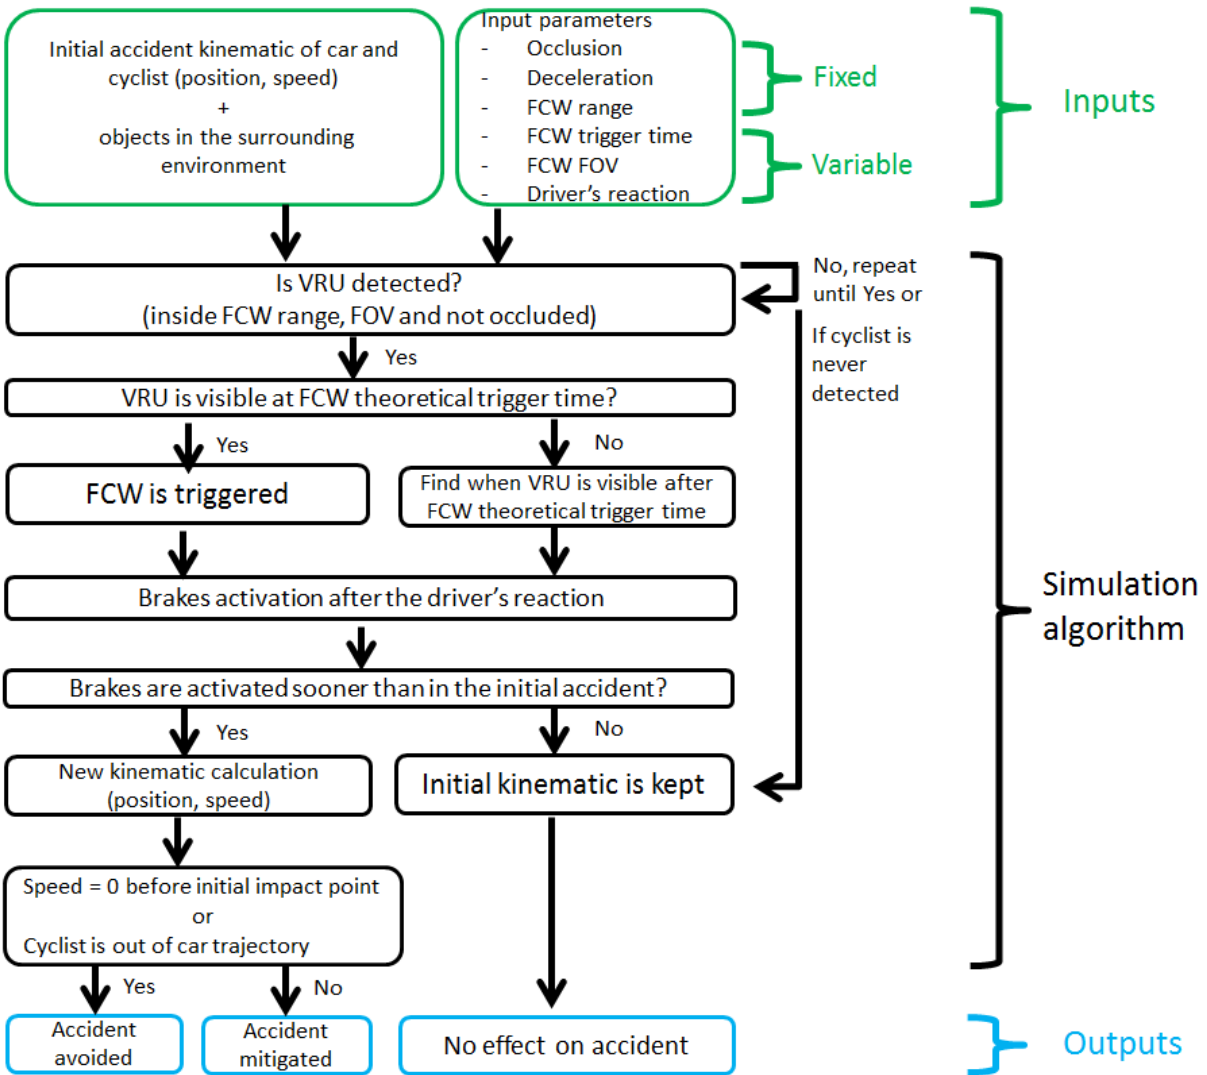 Initial accident kinematic of car and
cyclist (position, speed)
+
objects in the surrounding
environment
Input parameters
- Occlusion
- Deceleration
- FCW range
- FCW trigger time
- FCW FOV
- Driver's reaction
Fixed
Variable
Inputs
Is VRU detected?
(inside FCW range, FOV and not occluded)
No, repeat
until Yes or
If cyclist is
never
detected
Yes
VRU is visible at FCW theoretical trigger time?
Yes
No
FCW is triggered
Find when VRU is visible after
FCW theoretical trigger time
Brakes activation after the driver's reaction
Simulation
algorithm
Brakes are activated sooner than in the initial accident?
Yes
No
New kinematic calculation
(position, speed)
Initial kinematic is kept
Speed = 0 before initial impact point
or
Cyclist is out of car trajectory
Yes
No
Accident
avoided
Accident
mitigated
No effect on accident
Outputs